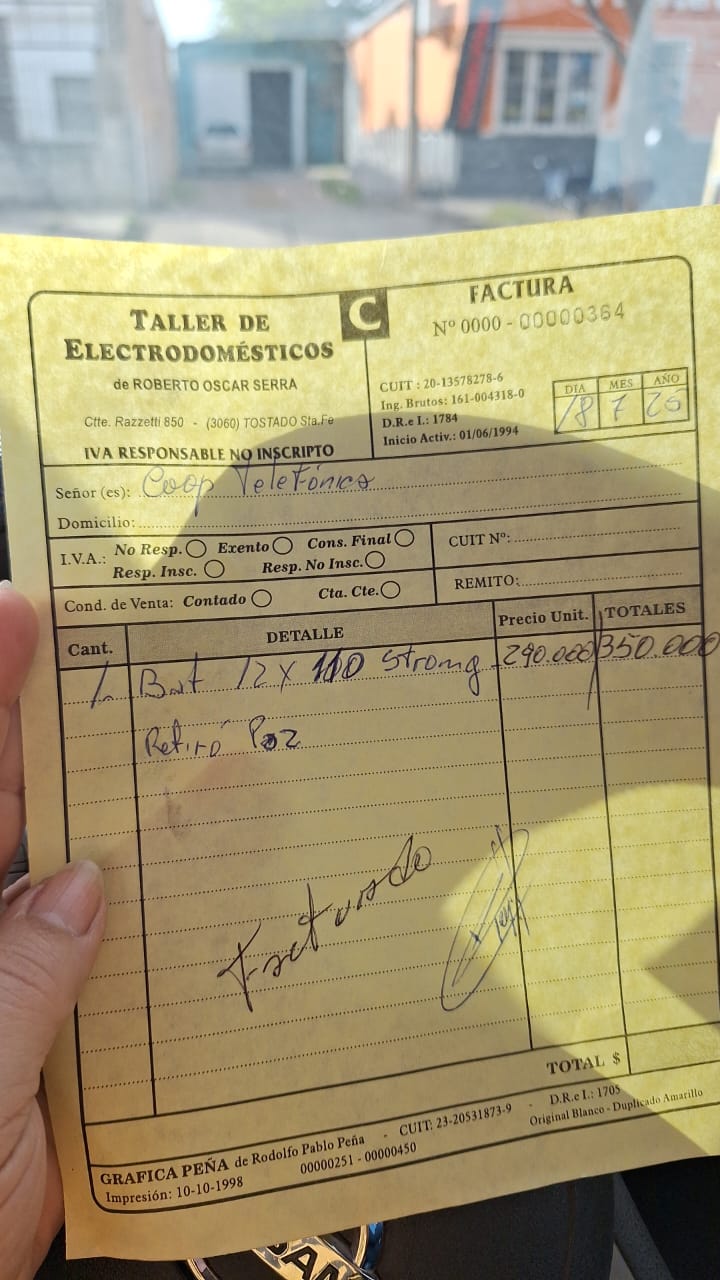 TALLER DE
ELECTRODOMÉSTICOS
de ROBERTO OSCAR SERRA
Ctte. Razzetti 850 - (3060) TOSTADO Sta.Fe
IVA RESPONSABLE NO INSCRIPTO
C
FACTURA
Nº 0000 - 00000364
CUIT : 20-13578278-6
Ing. Brutos: 161-004318-0
D.R e I.: 1784
Inicio Activ.: 01/06/1994
DIA MES AÑO
18 7 25
Señor (es): Coop Telefónica
Domicilio:
I.V.A.: No Resp. Exento Cons. Final
Resp. Insc. Resp. No Insc.
CUIT Nº:
Cond. de Venta: Contado Cta. Cte.
REMITO:
Cant. DETALLE Precio Unit. TOTALES
1 Bat 12 x 110 Strong 290.000 350.000
Retiró Paz
Facturado
TOTAL $
GRAFICA PEÑA de Rodolfo Pablo Peña - CUIT: 23-20531873-9 - D.R e I.: 1705
Impresión: 10-10-1998 00000251 - 00000450 Original Blanco - Duplicado Amarillo